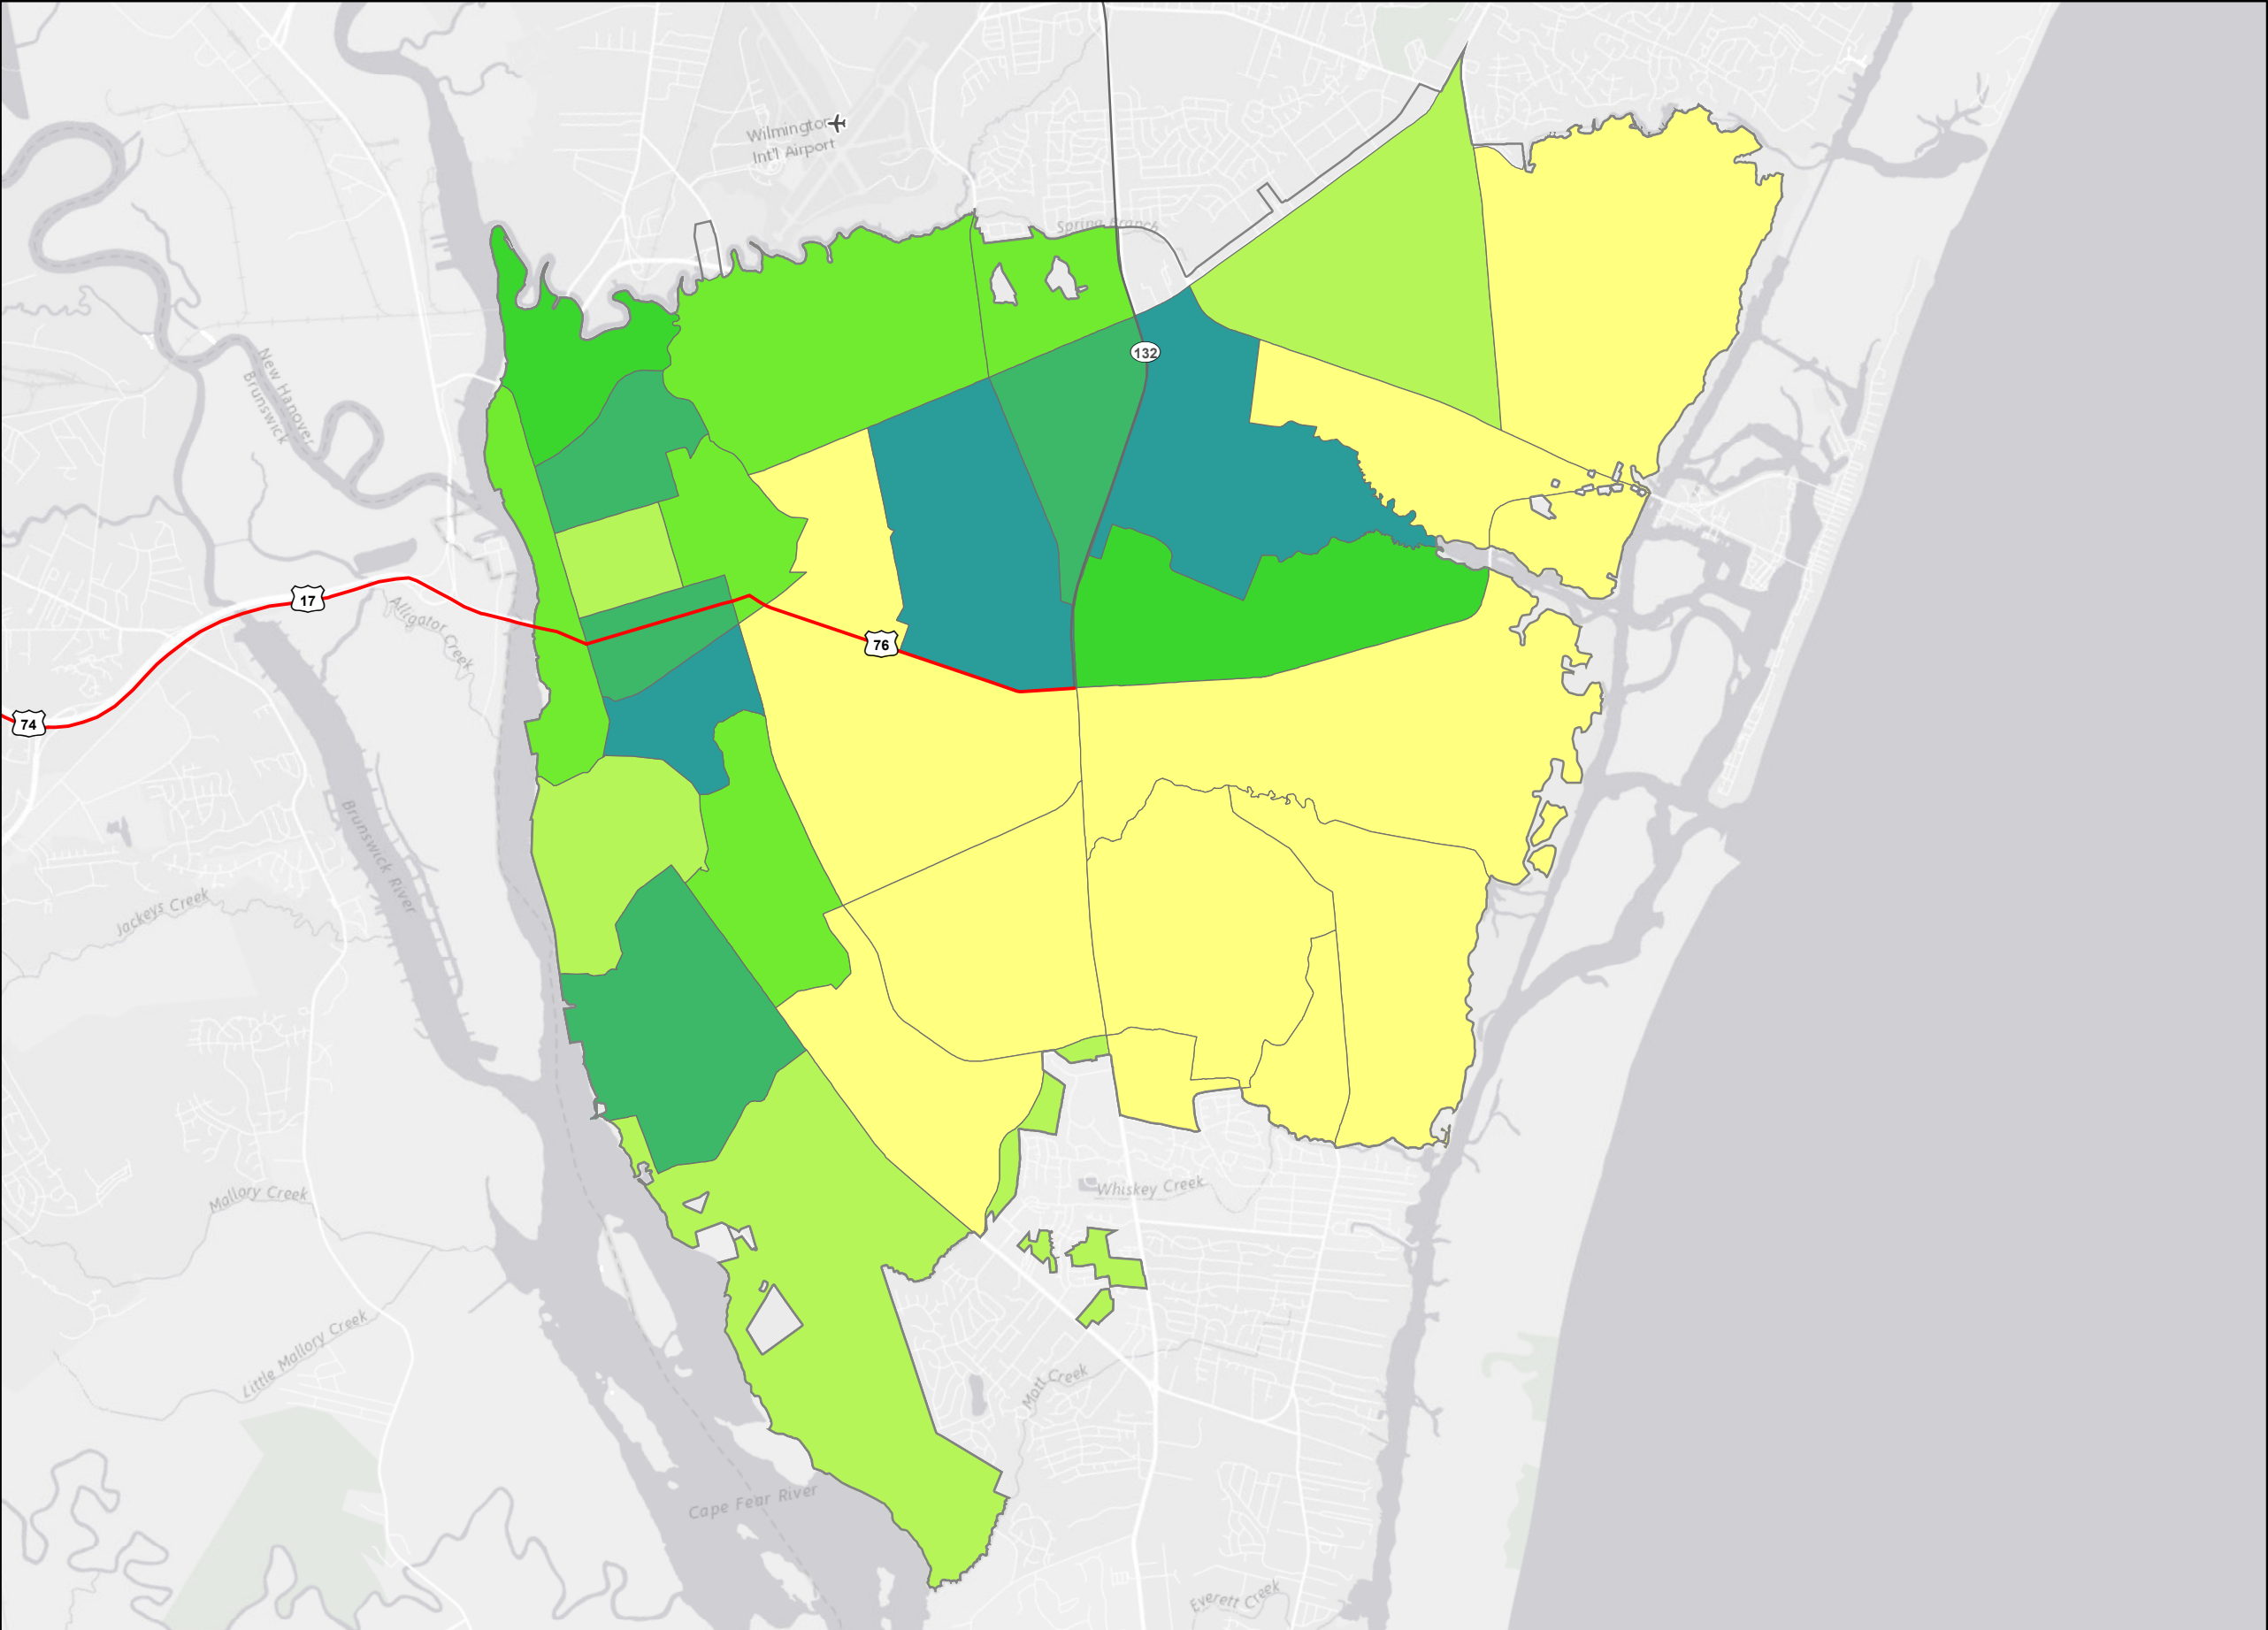 Wilmington
Int'l Airport
Spring Branch
132
New Hanover
Brunswick
17
Alligator Creek
76
74
Brunswick River
Jackeys Creek
Whiskey Creek
Mallory Creek
Little Mallory Creek
Mott Creek
Cape Fear River
Everett Creek